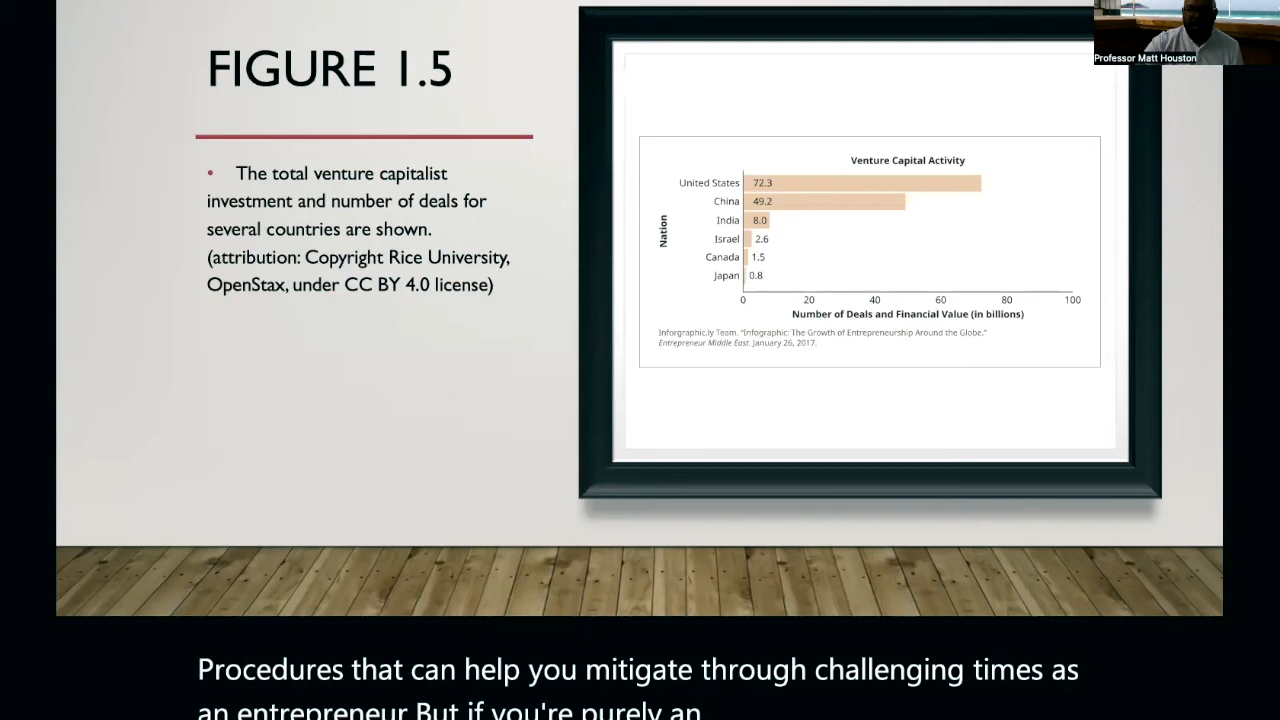 FIGURE 1.5
• The total venture capitalist
investment and number of deals for
several countries are shown.
(attribution: Copyright Rice University,
OpenStax, under CC BY 4.0 license)
Professor Matt Houston
Venture Capital Activity
Nation
United States 72.3
China 49.2
India 8.0
Israel 2.6
Canada 1.5
Japan 0.8
0 20 40 60 80 100
Number of Deals and Financial Value (in billions)
Inforgraphic.ly Team. “Infographic: The Growth of Entrepreneurship Around the Globe.”
Entrepreneur Middle East. January 26, 2017.
Procedures that can help you mitigate through challenging times as
an entrepreneur. But if you're purely an